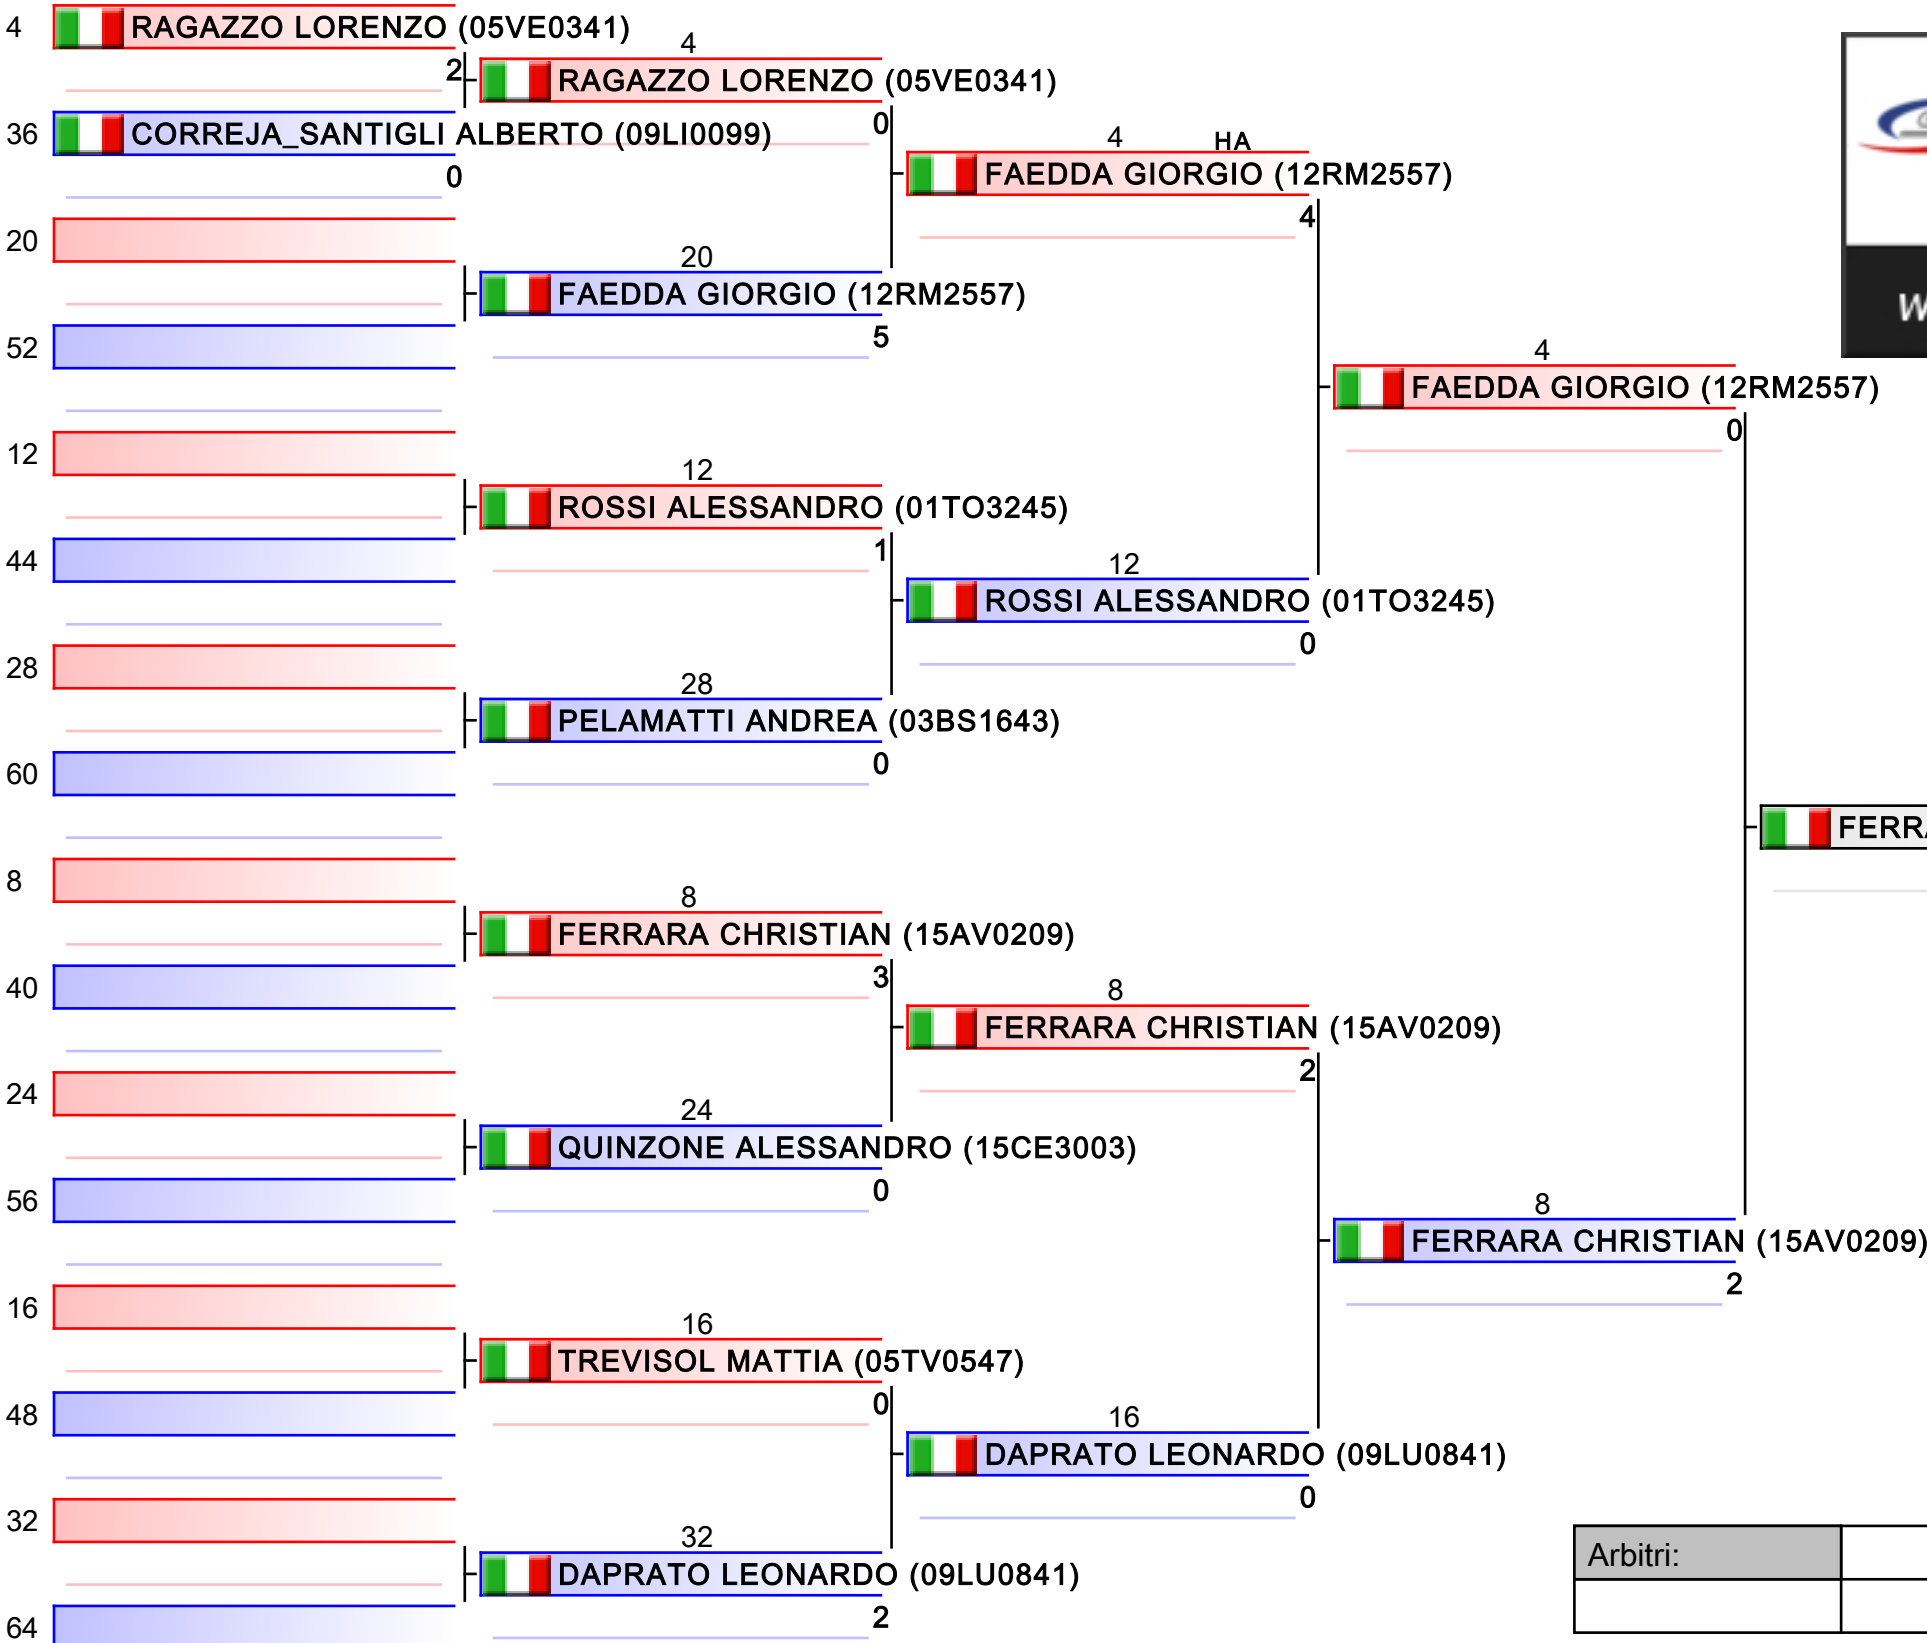 4 RAGAZZO LORENZO (05VE0341)
2
36 CORREJA_SANTIGLI ALBERTO (09LI0099)
0
20
52
12
44
28
60
8
40
24
56
16
48
32
64
4
RAGAZZO LORENZO (05VE0341)
0
20
FAEDDA GIORGIO (12RM2557)
5
12
ROSSI ALESSANDRO (01TO3245)
1
28
PELAMATTI ANDREA (03BS1643)
0
8
FERRARA CHRISTIAN (15AV0209)
3
24
QUINZONE ALESSANDRO (15CE3003)
0
16
TREVISOL MATTIA (05TV0547)
0
32
DAPRATO LEONARDO (09LU0841)
2
4 HA
FAEDDA GIORGIO (12RM2557)
4
12
ROSSI ALESSANDRO (01TO3245)
0
8
FERRARA CHRISTIAN (15AV0209)
2
16
DAPRATO LEONARDO (09LU0841)
0
4
FAEDDA GIORGIO (12RM2557)
0
8
FERRARA CHRISTIAN (15AV0209)
2
Arbitri: